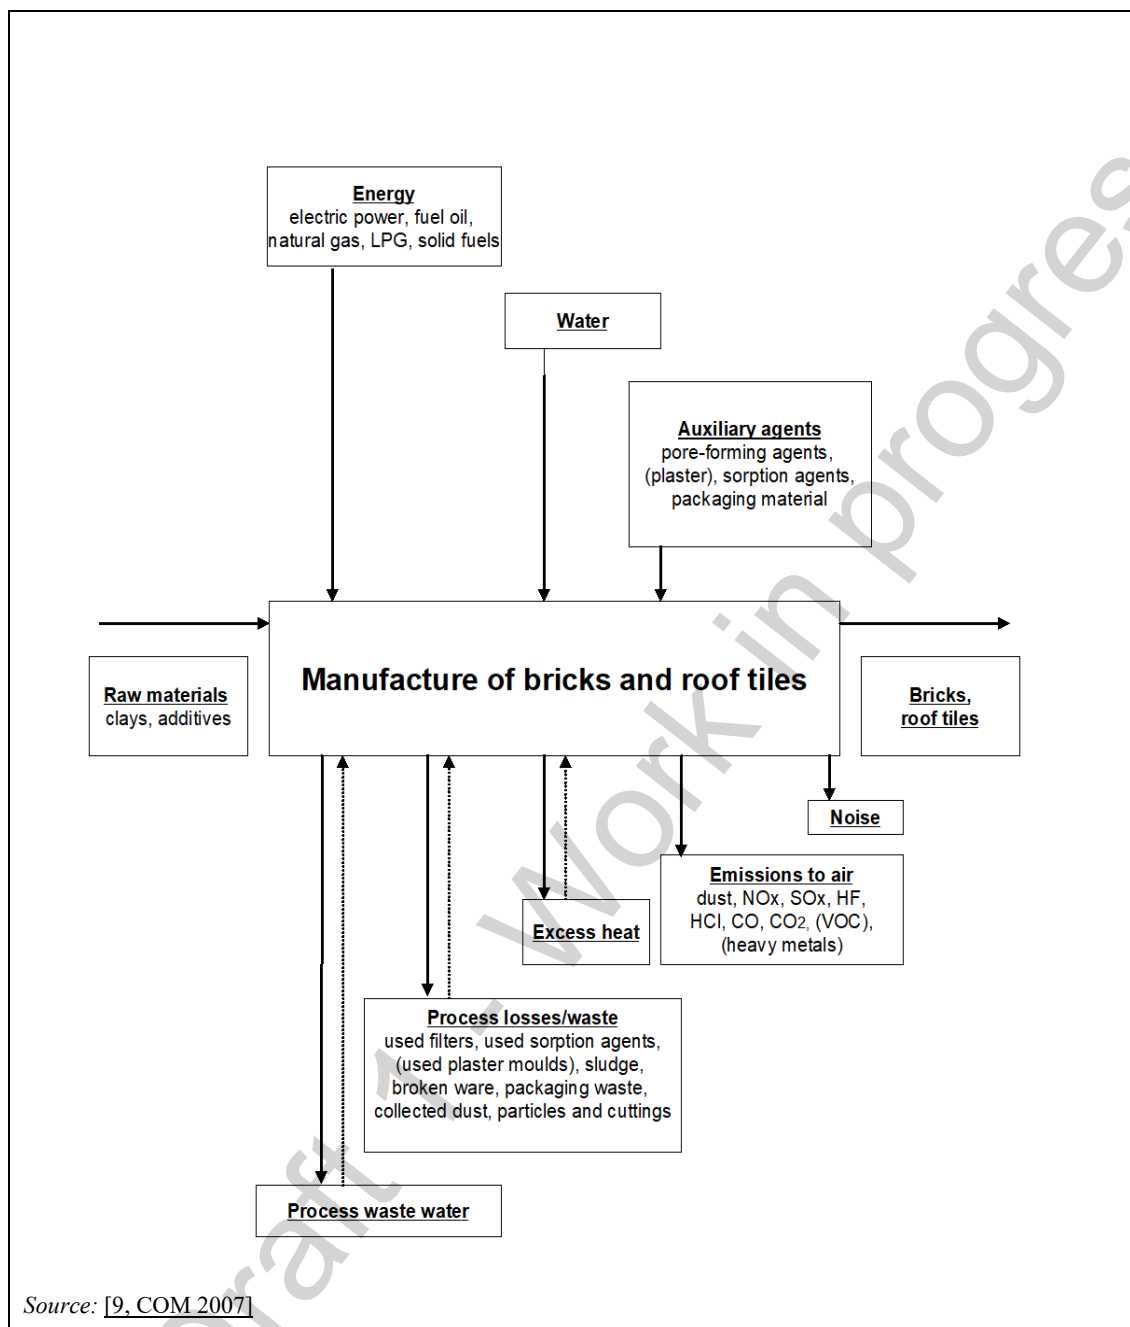 Energy
electric power, fuel oil,
natural gas, LPG, solid fuels
Water
Auxiliary agents
pore-forming agents,
(plaster), sorption agents,
packaging material
Manufacture of bricks and roof tiles
Raw materials
clays, additives
Bricks,
roof tiles
Noise
Emissions to air
dust, NOx, SOx, HF,
HCl, CO, CO2, (VOC),
(heavy metals)
Excess heat
Process losses/waste
used filters, used sorption agents,
(used plaster moulds), sludge,
broken ware, packaging waste,
collected dust, particles and cuttings
Process waste water
Source: [9, COM 2007]
Draft 1 - Work in progres